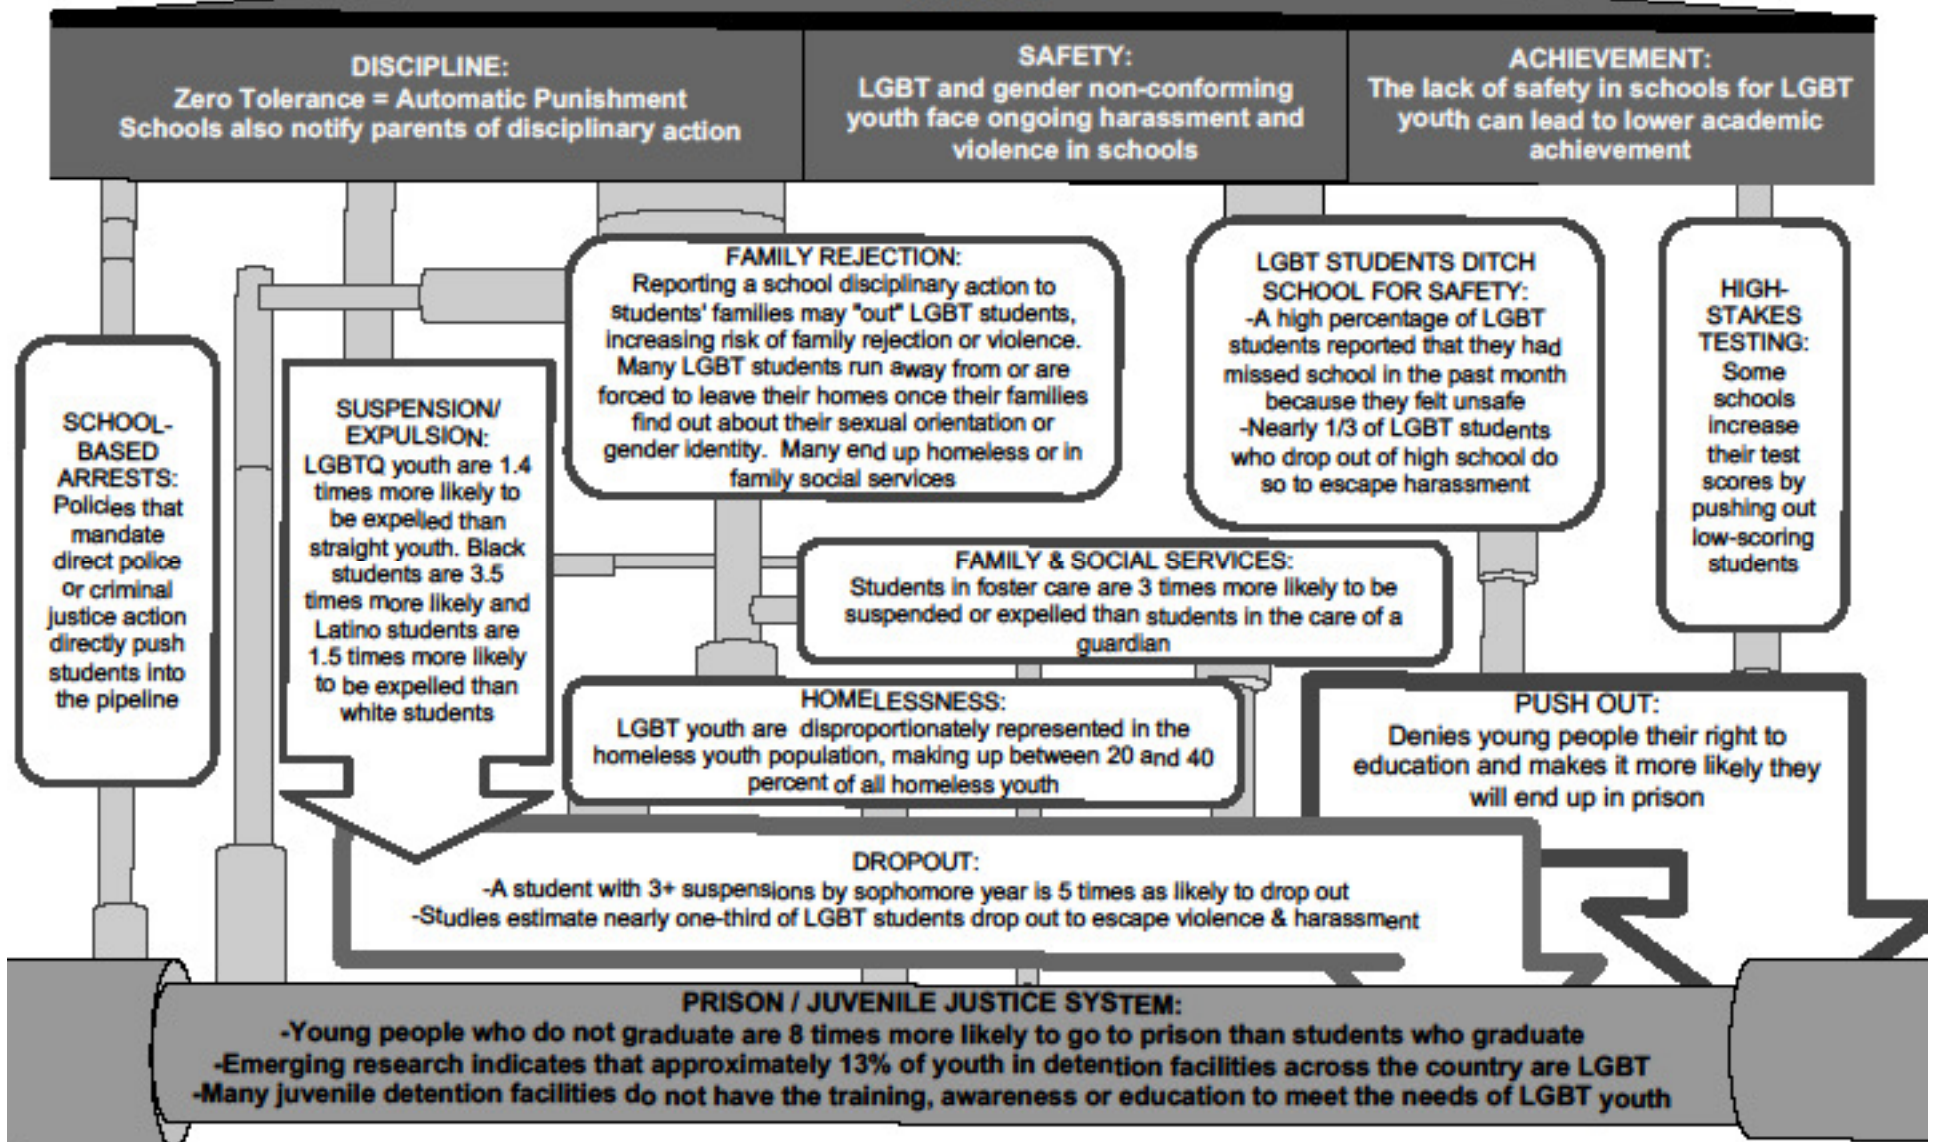 DISCIPLINE:
Zero Tolerance = Automatic Punishment
Schools also notify parents of disciplinary action
SAFETY:
LGBT and gender non-conforming
youth face ongoing harassment and
violence in schools
ACHIEVEMENT:
The lack of safety in schools for LGBT
youth can lead to lower academic
achievement
SCHOOL-
BASED
ARRESTS:
Policies that
mandate
direct police
or criminal
justice action
directly push
students into
the pipeline
SUSPENSION/
EXPULSION:
LGBTQ youth are 1.4
times more likely to
be expelled than
straight youth. Black
students are 3.5
times more likely and
Latino students are
1.5 times more likely
to be expelled than
white students
FAMILY REJECTION:
Reporting a school disciplinary action to
students' families may "out" LGBT students,
increasing risk of family rejection or violence.
Many LGBT students run away from or are
forced to leave their homes once their families
find out about their sexual orientation or
gender identity. Many end up homeless or in
family social services
LGBT STUDENTS DITCH
SCHOOL FOR SAFETY:
-A high percentage of LGBT
students reported that they had
missed school in the past month
because they felt unsafe
-Nearly 1/3 of LGBT students
who drop out of high school do
so to escape harassment
HIGH-
STAKES
TESTING:
Some
schools
increase
their test
scores by
pushing out
low-scoring
students
FAMILY & SOCIAL SERVICES:
Students in foster care are 3 times more likely to be
suspended or expelled than students in the care of a
guardian
HOMELESSNESS:
LGBT youth are disproportionately represented in the
homeless youth population, making up between 20 and 40
percent of all homeless youth
PUSH OUT:
Denies young people their right to
education and makes it more likely they
will end up in prison
DROPOUT:
-A student with 3+ suspensions by sophomore year is 5 times as likely to drop out
-Studies estimate nearly one-third of LGBT students drop out to escape violence & harassment
PRISON / JUVENILE JUSTICE SYSTEM:
-Young people who do not graduate are 8 times more likely to go to prison than students who graduate
-Emerging research indicates that approximately 13% of youth in detention facilities across the country are LGBT
-Many juvenile detention facilities do not have the training, awareness or education to meet the needs of LGBT youth